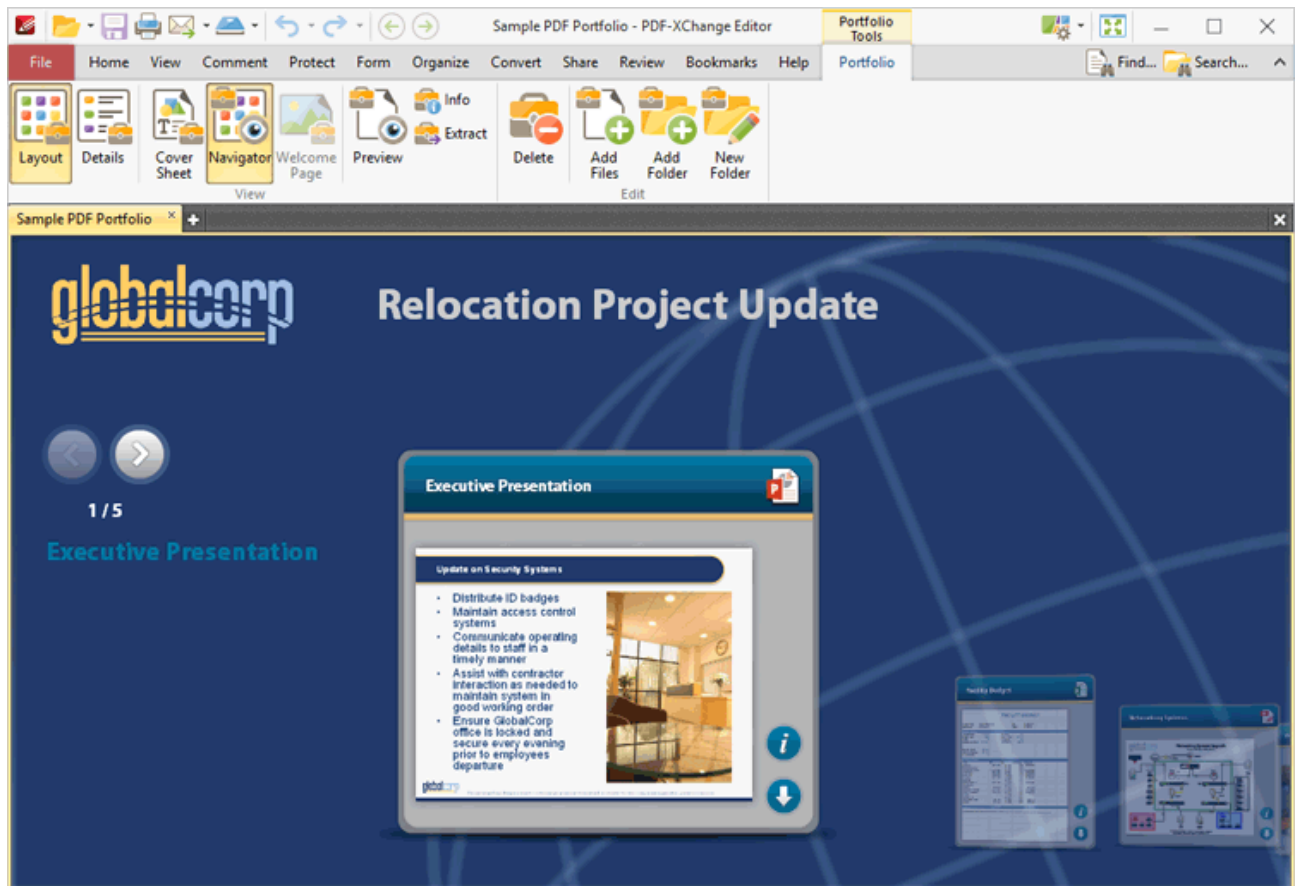 Sample PDF Portfolio - PDF-XChange Editor
Portfolio
Tools
File Home View Comment Protect Form Organize Convert Share Review Bookmarks Help Portfolio Find... Search...
Layout Details Cover
Sheet Navigator Welcome
Page Preview Info
Extract
Delete Add
Files Add
Folder New
Folder
View Edit
Sample PDF Portfolio
globalcorp
Relocation Project Update
1 / 5
Executive Presentation
Executive Presentation
Update on Security Systems
• Distribute ID badges
• Maintain access control
systems
• Communicate operating
details to staff in a
timely manner
• Assist with contractor
interaction as needed to
maintain system in
good working order
• Ensure GlobalCorp
office is locked and
secure every evening
prior to employees
departure
globalcorp